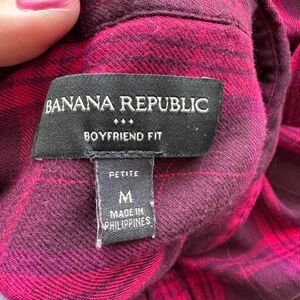 BANANA REPUBLIC
BOYFRIEND FIT
PETITE
M
MADE IN
PHILIPPINES